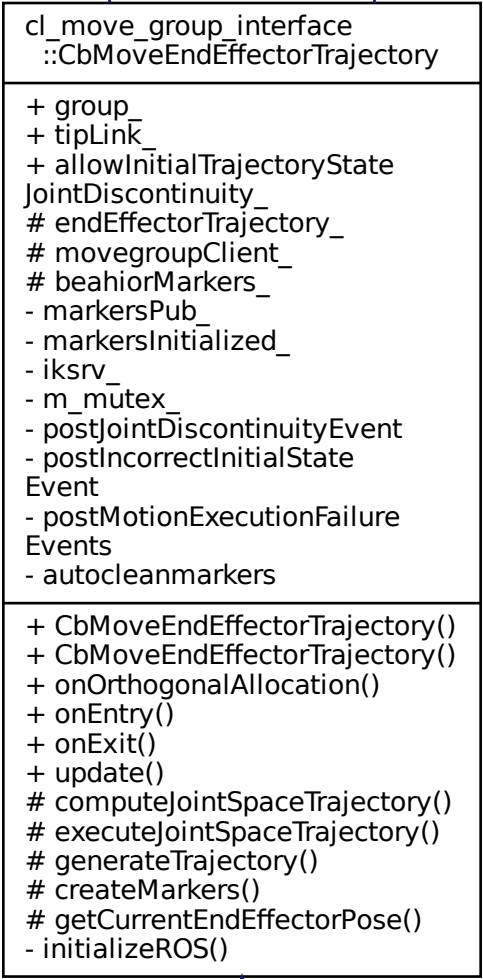 cl_move_group_interface
::CbMoveEndEffectorTrajectory
+ group_
+ tipLink_
+ allowInitialTrajectoryState
JointDiscontinuity_
# endEffectorTrajectory_
# movegroupClient_
# beahiorMarkers_
- markersPub_
- markersInitialized_
- iksrv_
- m_mutex_
- postJointDiscontinuityEvent
- postIncorrectInitialState
Event
- postMotionExecutionFailure
Events
- autocleanmarkers
+ CbMoveEndEffectorTrajectory()
+ CbMoveEndEffectorTrajectory()
+ onOrthogonalAllocation()
+ onEntry()
+ onExit()
+ update()
# computeJointSpaceTrajectory()
# executeJointSpaceTrajectory()
# generateTrajectory()
# createMarkers()
# getCurrentEndEffectorPose()
- initializeROS()